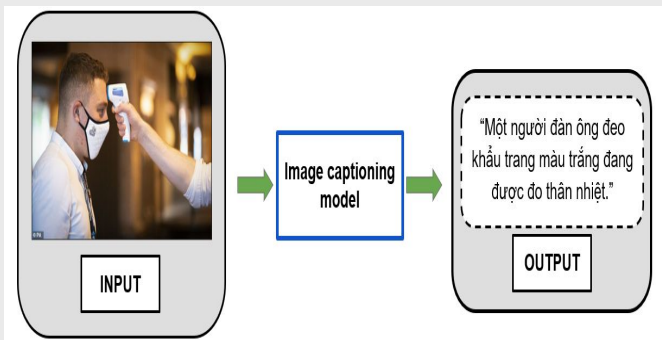 INPUT
Image captioning
model
“Một người đàn ông đeo
khẩu trang màu trắng đang
được đo thân nhiệt.”
OUTPUT